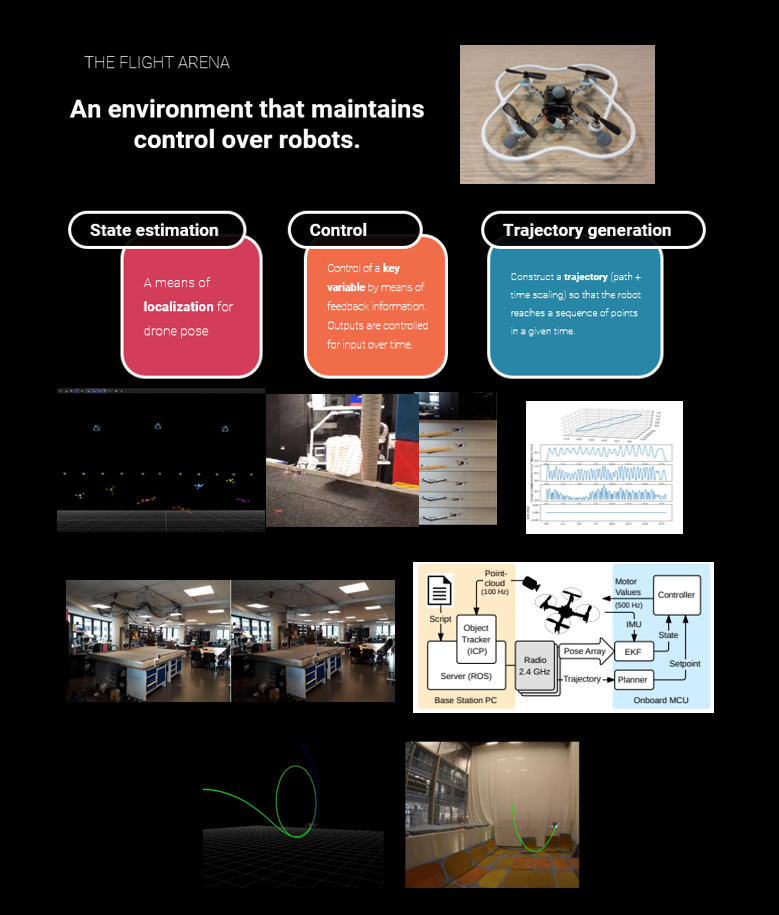 THE FLIGHT ARENA
An environment that maintains
control over robots.
State estimation
A means of
localization for
drone pose
Control
Control of a key
variable by means of
feedback information.
Outputs are controlled
for input over time.
Trajectory generation
Construct a trajectory (path +
time scaling) so that the robot
reaches a sequence of points
in a given time.
Script
Point-
cloud
(100 Hz)
Object
Tracker
(ICP)
Server (ROS)
Base Station PC
Radio
2.4 GHz
Pose Array
Trajectory
Motor
Values
(500 Hz)
IMU
EKF
State
Controller
Setpoint
Planner
Onboard MCU